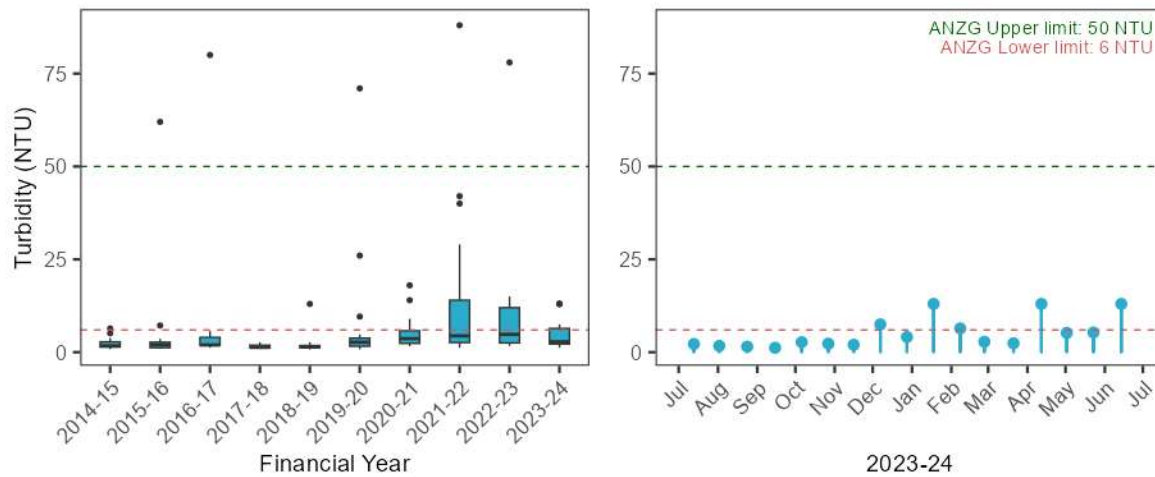 ANZG Upper limit: 50 NTU
ANZG Lower limit: 6 NTU
Turbidity (NTU)
75
50
25
0
75
50
25
0
2014-15
2015-16
2016-17
2017-18
2018-19
2019-20
2020-21
2021-22
2022-23
2023-24
Jul
Aug
Sep
Oct
Nov
Dec
Jan
Feb
Mar
Apr
May
Jun
Jul
Financial Year
2023-24